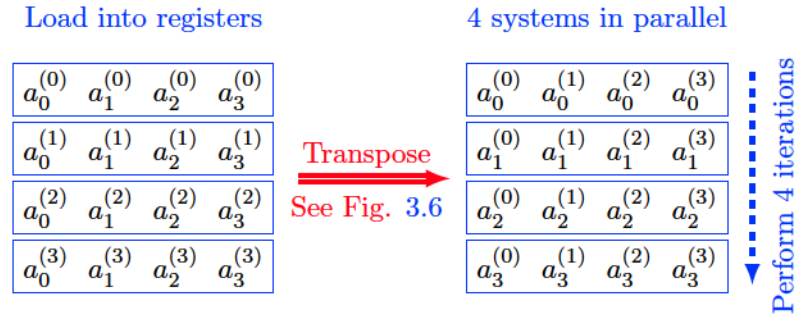 Load into registers
4 systems in parallel
a_0^{(0)} a_1^{(0)} a_2^{(0)} a_3^{(0)}
a_0^{(1)} a_1^{(1)} a_2^{(1)} a_3^{(1)}
a_0^{(2)} a_1^{(2)} a_2^{(2)} a_3^{(2)}
a_0^{(3)} a_1^{(3)} a_2^{(3)} a_3^{(3)}
Transpose
See Fig. 3.6
a_0^{(0)} a_0^{(1)} a_0^{(2)} a_0^{(3)}
a_1^{(0)} a_1^{(1)} a_1^{(2)} a_1^{(3)}
a_2^{(0)} a_2^{(1)} a_2^{(2)} a_2^{(3)}
a_3^{(0)} a_3^{(1)} a_3^{(2)} a_3^{(3)}
Perform 4 iterations